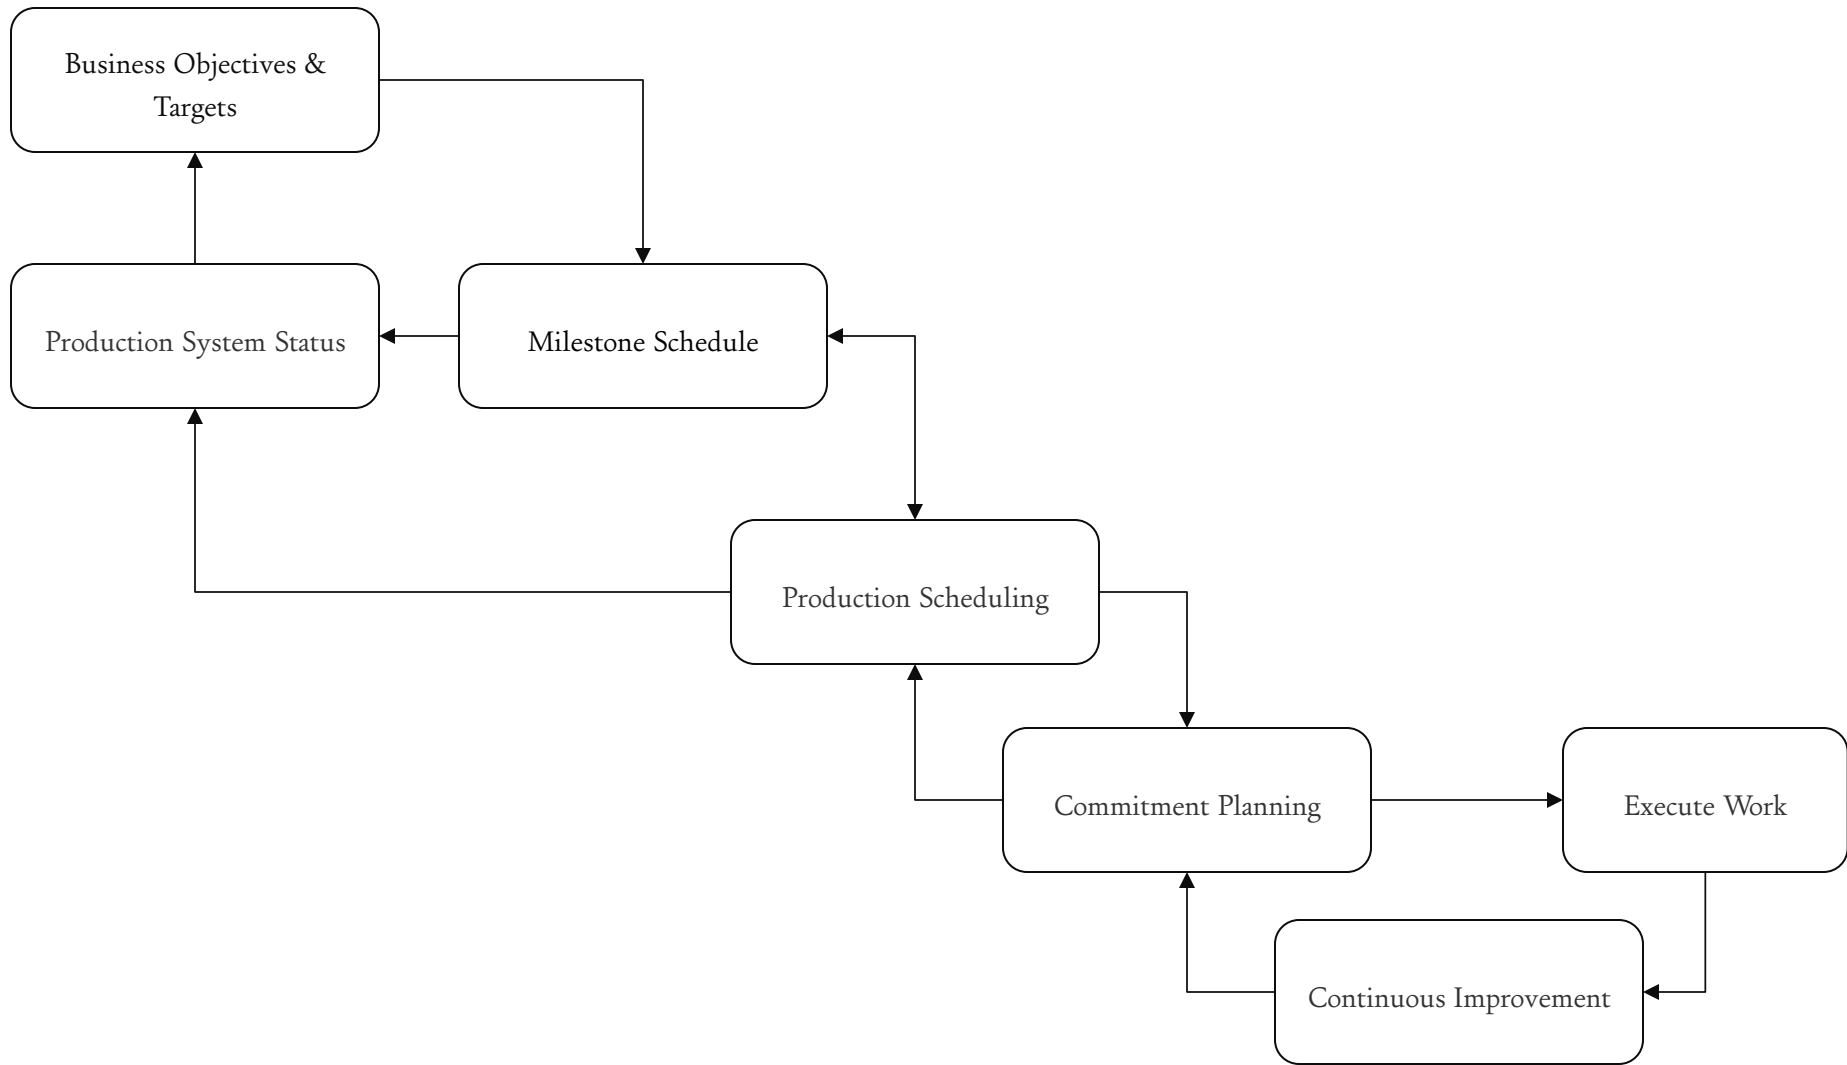 Business Objectives &
Targets
Production System Status
Milestone Schedule
Production Scheduling
Commitment Planning
Execute Work
Continuous Improvement